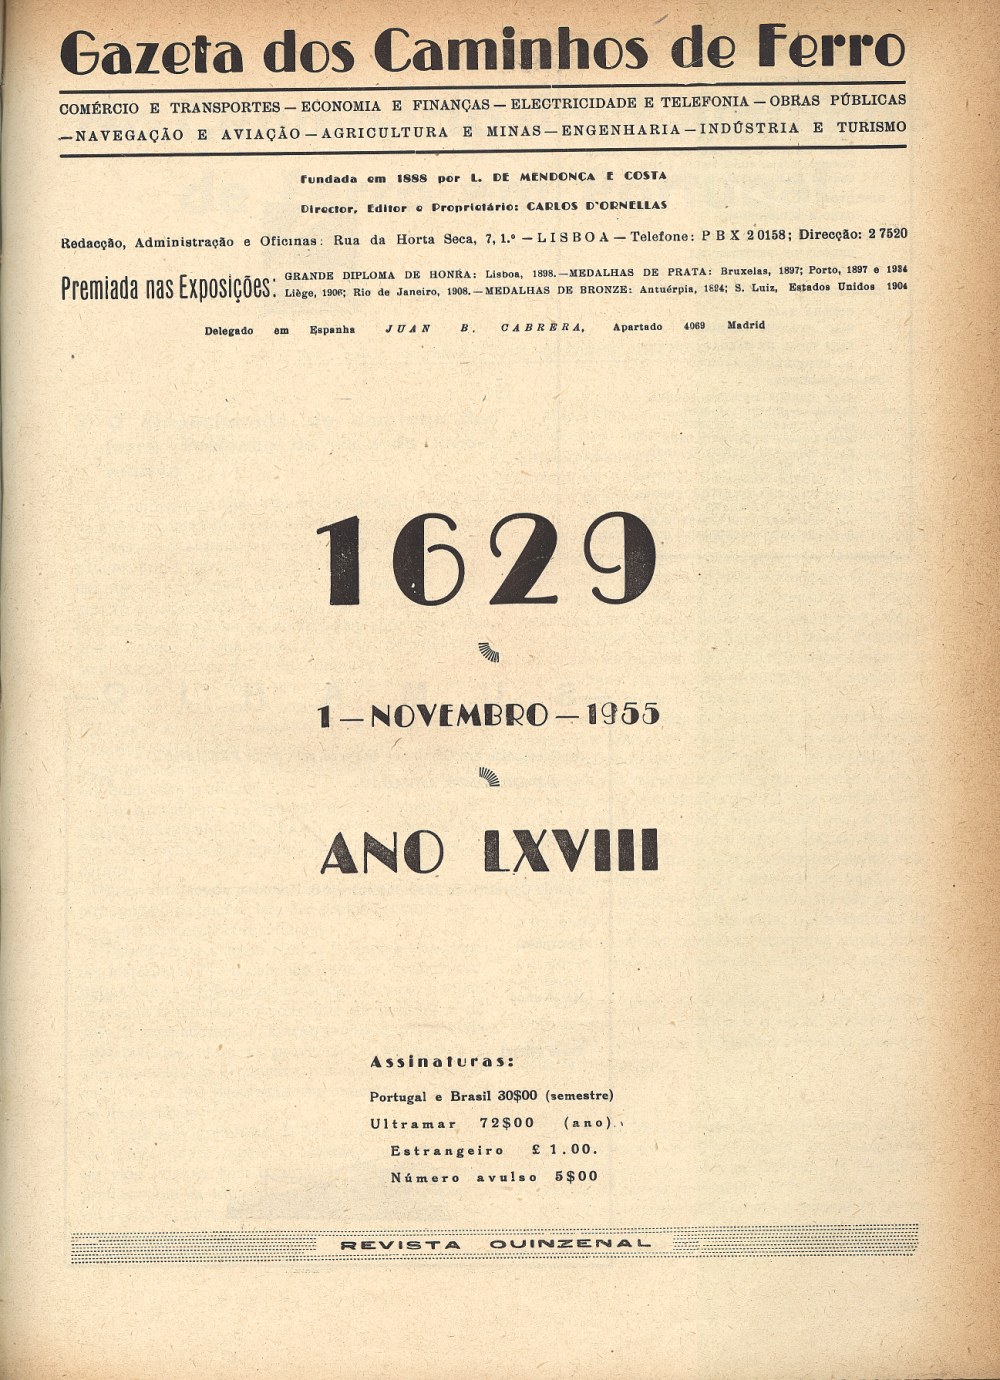 Gazeta dos Caminhos de Ferro
COMÉRCIO E TRANSPORTES — ECONOMIA E FINANÇAS — ELECTRICIDADE E TELEFONIA — OBRAS PÚBLICAS
— NAVEGAÇÃO E AVIAÇÃO — AGRICULTURA E MINAS — ENGENHARIA — INDÚSTRIA E TURISMO
Fundada em 1888 por L. DE MENDONÇA E COSTA
Director, Editor e Proprietário: CARLOS D'ORNELLAS
Redacção, Administração e Oficinas: Rua da Horta Seca, 7, 1.º — LISBOA — Telefone: P B X 2 0158; Direcção: 2 7520
Premiada nas Exposições:
GRANDE DIPLOMA DE HONRA: Lisboa, 1898. — MEDALHAS DE PRATA: Bruxelas, 1897; Porto, 1897 e 1934
Liège, 1906; Rio de Janeiro, 1908. — MEDALHAS DE BRONZE: Antuérpia, 1894; S. Luiz, Estados Unidos 1904
Delegado em Espanha JUAN B. CABRERA, Apartado 4069 Madrid
1629
1 — NOVEMBRO — 1955
ANO LXVIII
Assinaturas:
Portugal e Brasil 30$00 (semestre)
Ultramar 72$00 (ano)
Estrangeiro £ 1.00.
Número avulso 5$00
REVISTA QUINZENAL